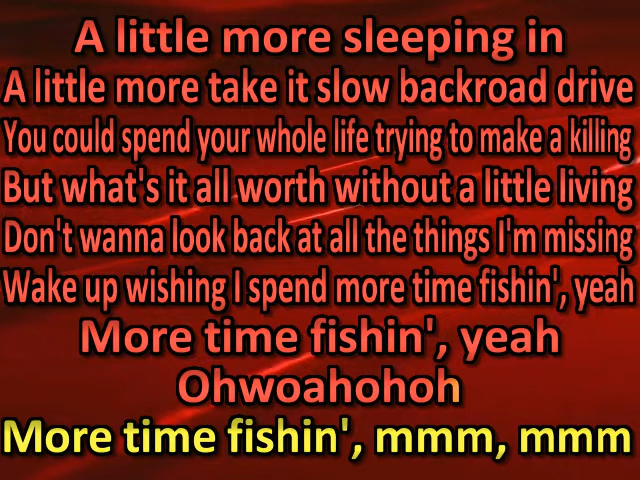 A little more sleeping in
A little more take it slow backroad drive
You could spend your whole life trying to make a killing
But what's it all worth without a little living
Don't wanna look back at all the things I'm missing
Wake up wishing I spend more time fishin', yeah
More time fishin', yeah
Ohwoahohoh
More time fishin', mmm, mmm